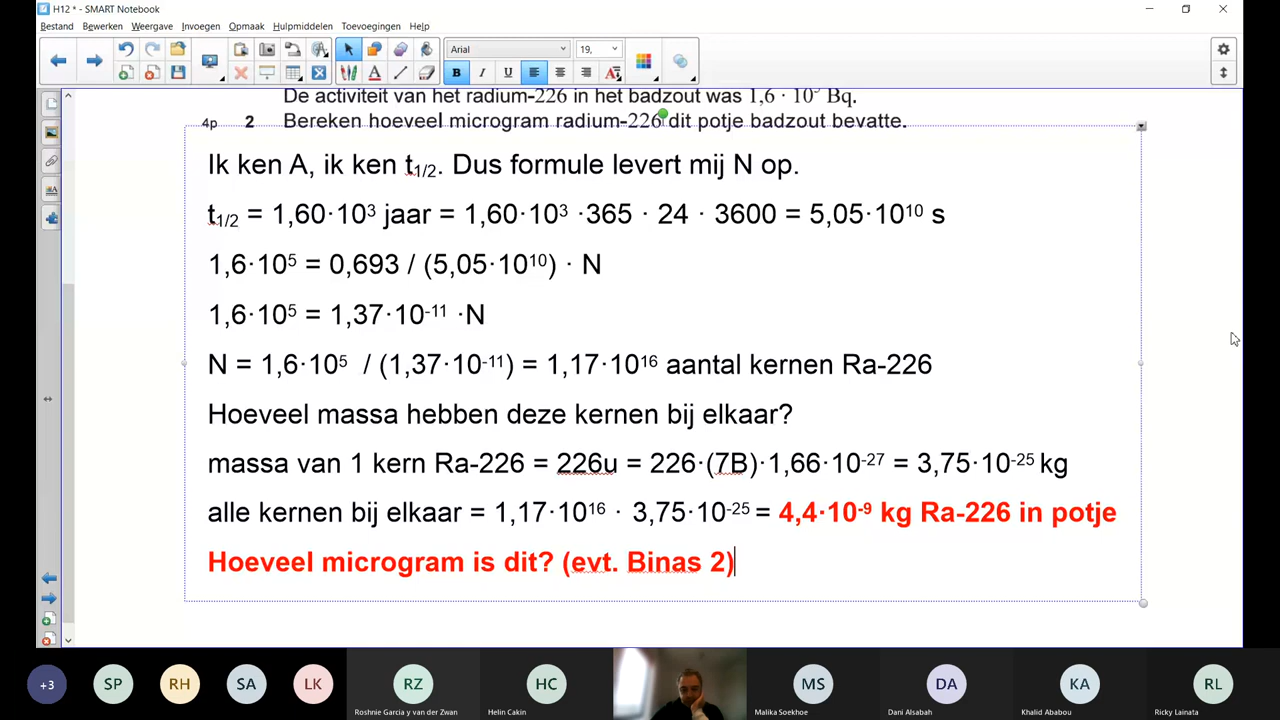 H12 * - SMART Notebook
Bestand Bewerken Weergave Invoegen Opmaak Hulpmiddelen Toevoegingen Help
Arial 19,
B I U A
De activiteit van het radium-226 in het badzout was 1,6 · 10⁵ Bq.
4p 2 Bereken hoeveel microgram radium-226 dit potje badzout bevatte.
Ik ken A, ik ken t1/2. Dus formule levert mij N op.
t1/2 = 1,60·10³ jaar = 1,60·10³ ·365 · 24 · 3600 = 5,05·10¹⁰ s
1,6·10⁵ = 0,693 / (5,05·10¹⁰) · N
1,6·10⁵ = 1,37·10⁻¹¹ ·N
N = 1,6·10⁵ / (1,37·10⁻¹¹) = 1,17·10¹⁶ aantal kernen Ra-226
Hoeveel massa hebben deze kernen bij elkaar?
massa van 1 kern Ra-226 = 226u = 226·(7B)·1,66·10⁻²⁷ = 3,75·10⁻²⁵ kg
alle kernen bij elkaar = 1,17·10¹⁶ · 3,75·10⁻²⁵ = 4,4·10⁻⁹ kg Ra-226 in potje
Hoeveel microgram is dit? (evt. Binas 2)
+3 SP RH SA LK RZ HC MS DA KA RL
Roshnie Garcia y van der Zwan Helin Cakin Malika Soekhoe Dani Alsabah Khalid Ababou Ricky Lainata